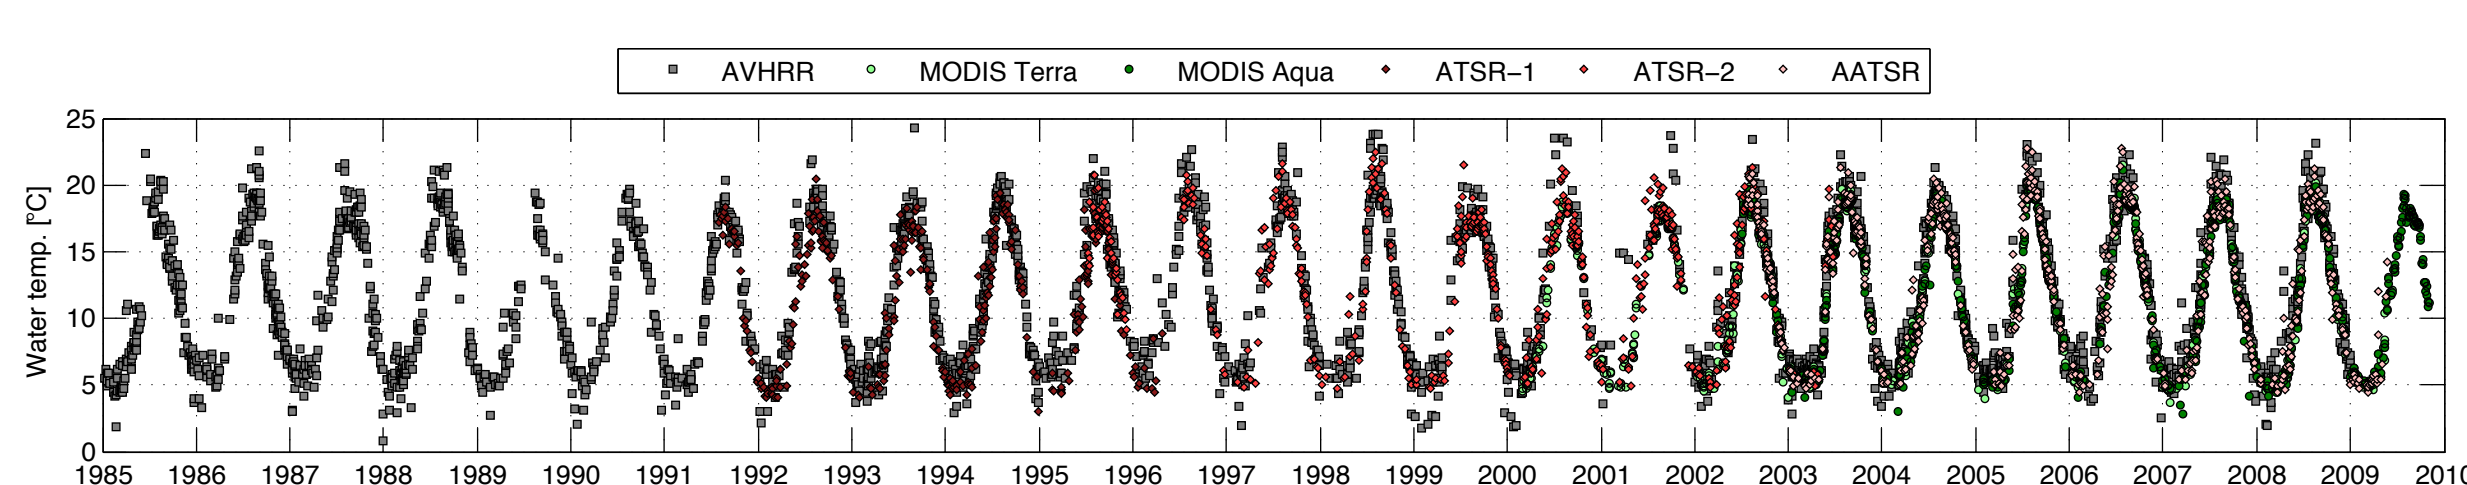 AVHRR MODIS Terra MODIS Aqua ATSR−1 ATSR−2 AATSR
25
20
15
10
5
0
Water temp. [°C]
1985 1986 1987 1988 1989 1990 1991 1992 1993 1994 1995 1996 1997 1998 1999 2000 2001 2002 2003 2004 2005 2006 2007 2008 2009 2010